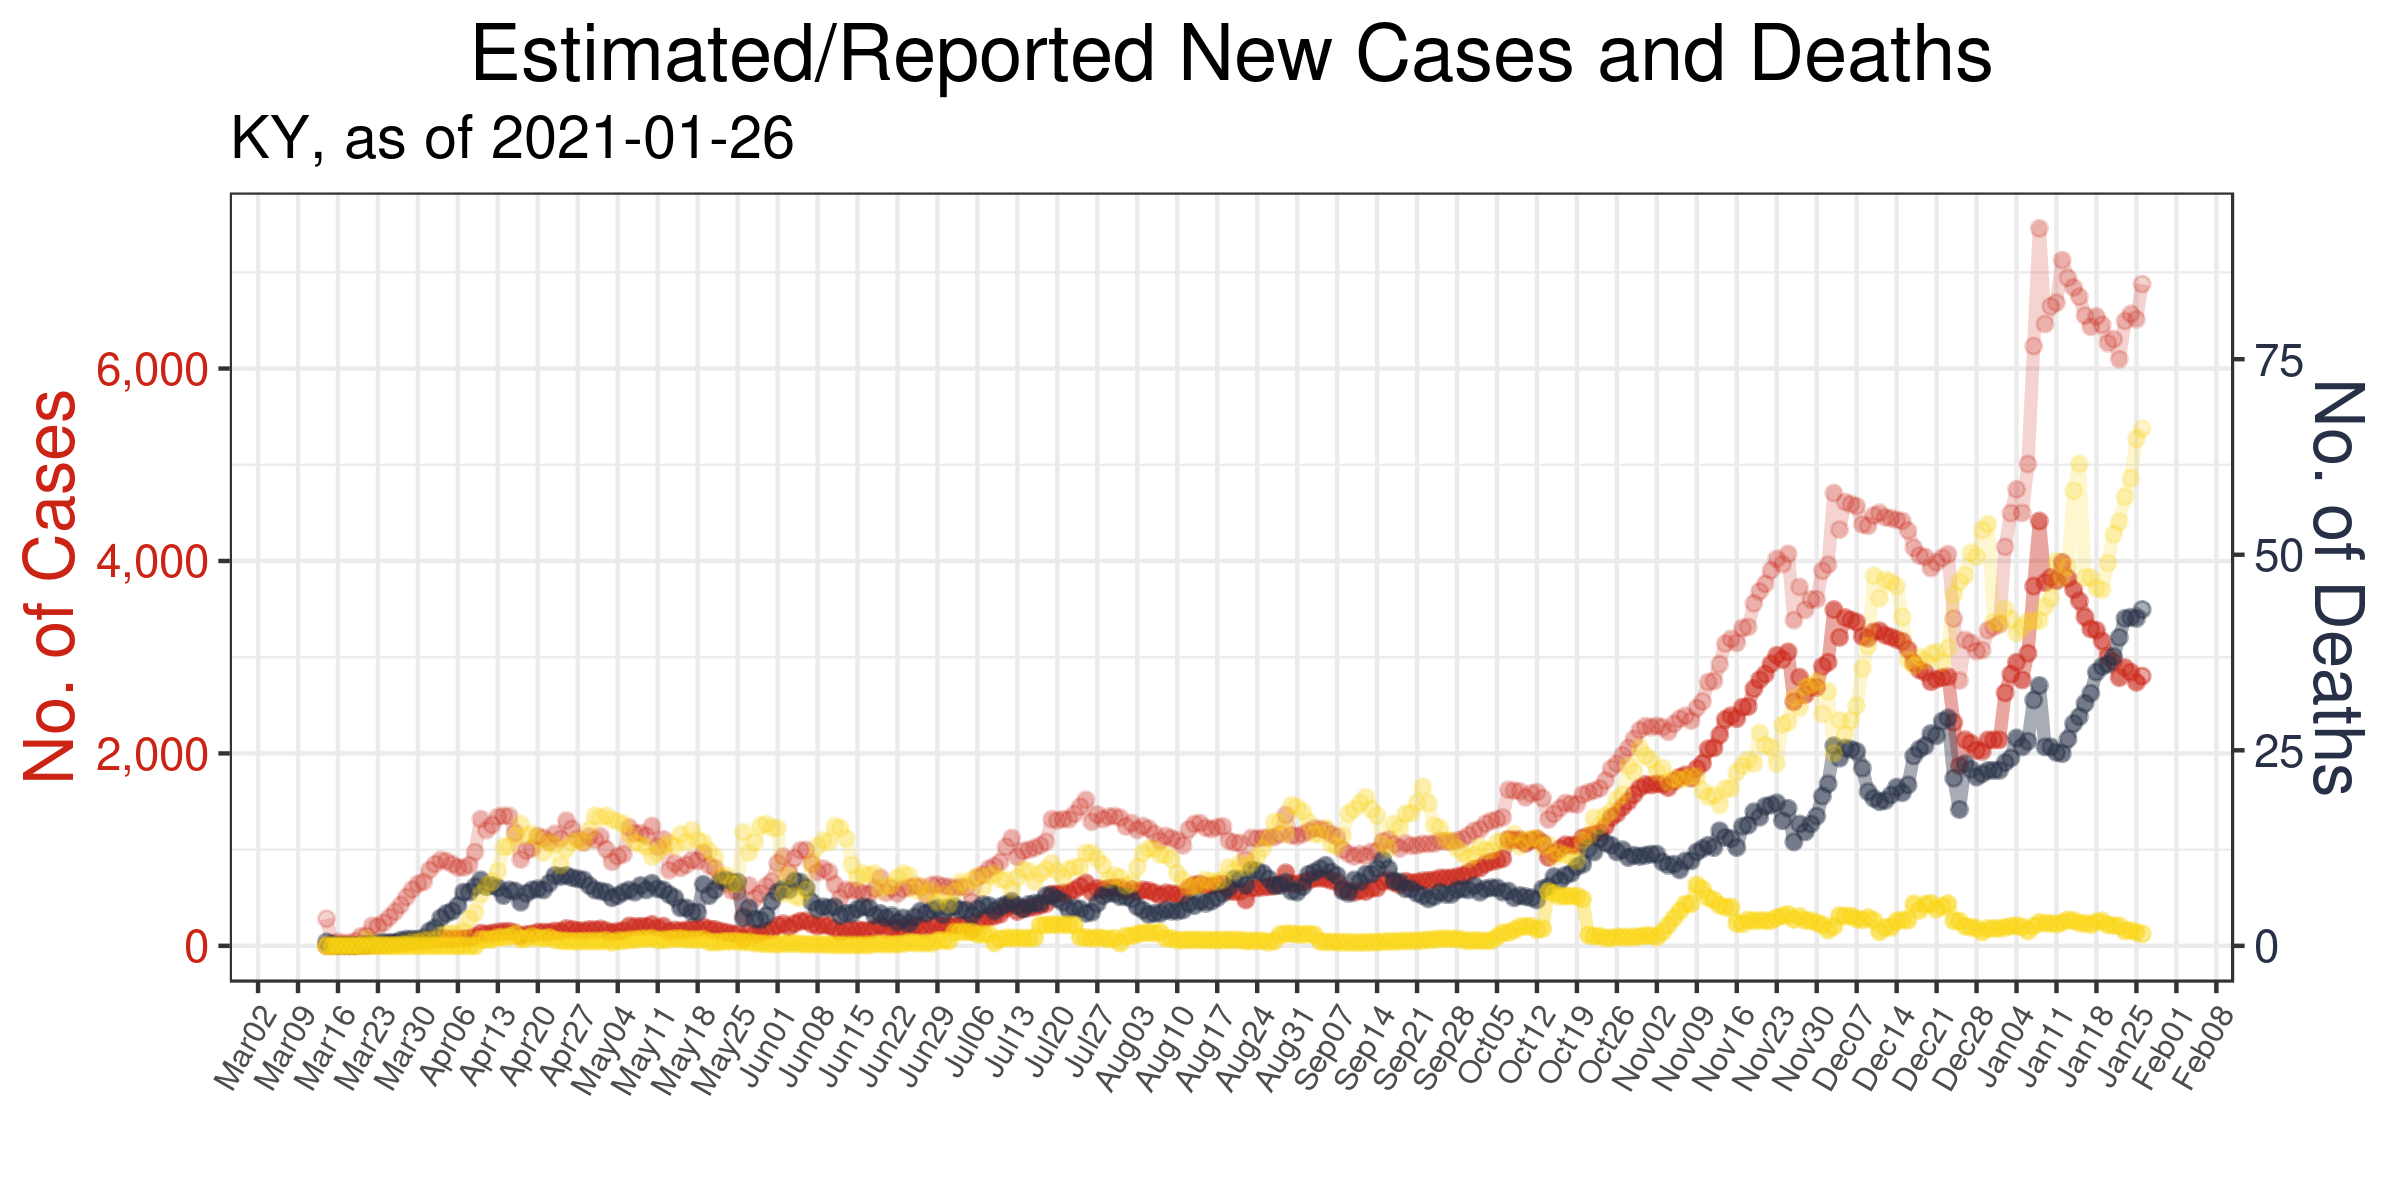 Estimated/Reported New Cases and Deaths
KY, as of 2021-01-26
No. of Cases
6,000
4,000
2,000
0
75
50
25
0
No. of Deaths
Mar02
Mar09
Mar16
Mar23
Mar30
Apr06
Apr13
Apr20
Apr27
May04
May11
May18
May25
Jun01
Jun08
Jun15
Jun22
Jun29
Jul06
Jul13
Jul20
Jul27
Aug03
Aug10
Aug17
Aug24
Aug31
Sep07
Sep14
Sep21
Sep28
Oct05
Oct12
Oct19
Oct26
Nov02
Nov09
Nov16
Nov23
Nov30
Dec07
Dec14
Dec21
Dec28
Jan04
Jan11
Jan18
Jan25
Feb01
Feb08